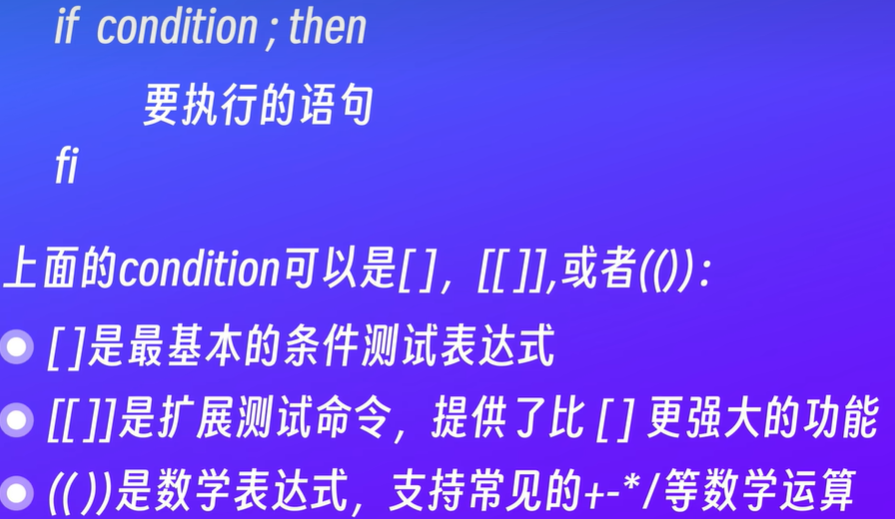 if condition ; then
要执行的语句
fi
上面的condition可以是[ ]，[[ ]],或者(()):
[ ]是最基本的条件测试表达式
[[ ]]是扩展测试命令，提供了比 [ ] 更强大的功能
(( ))是数学表达式，支持常见的+-*/等数学运算